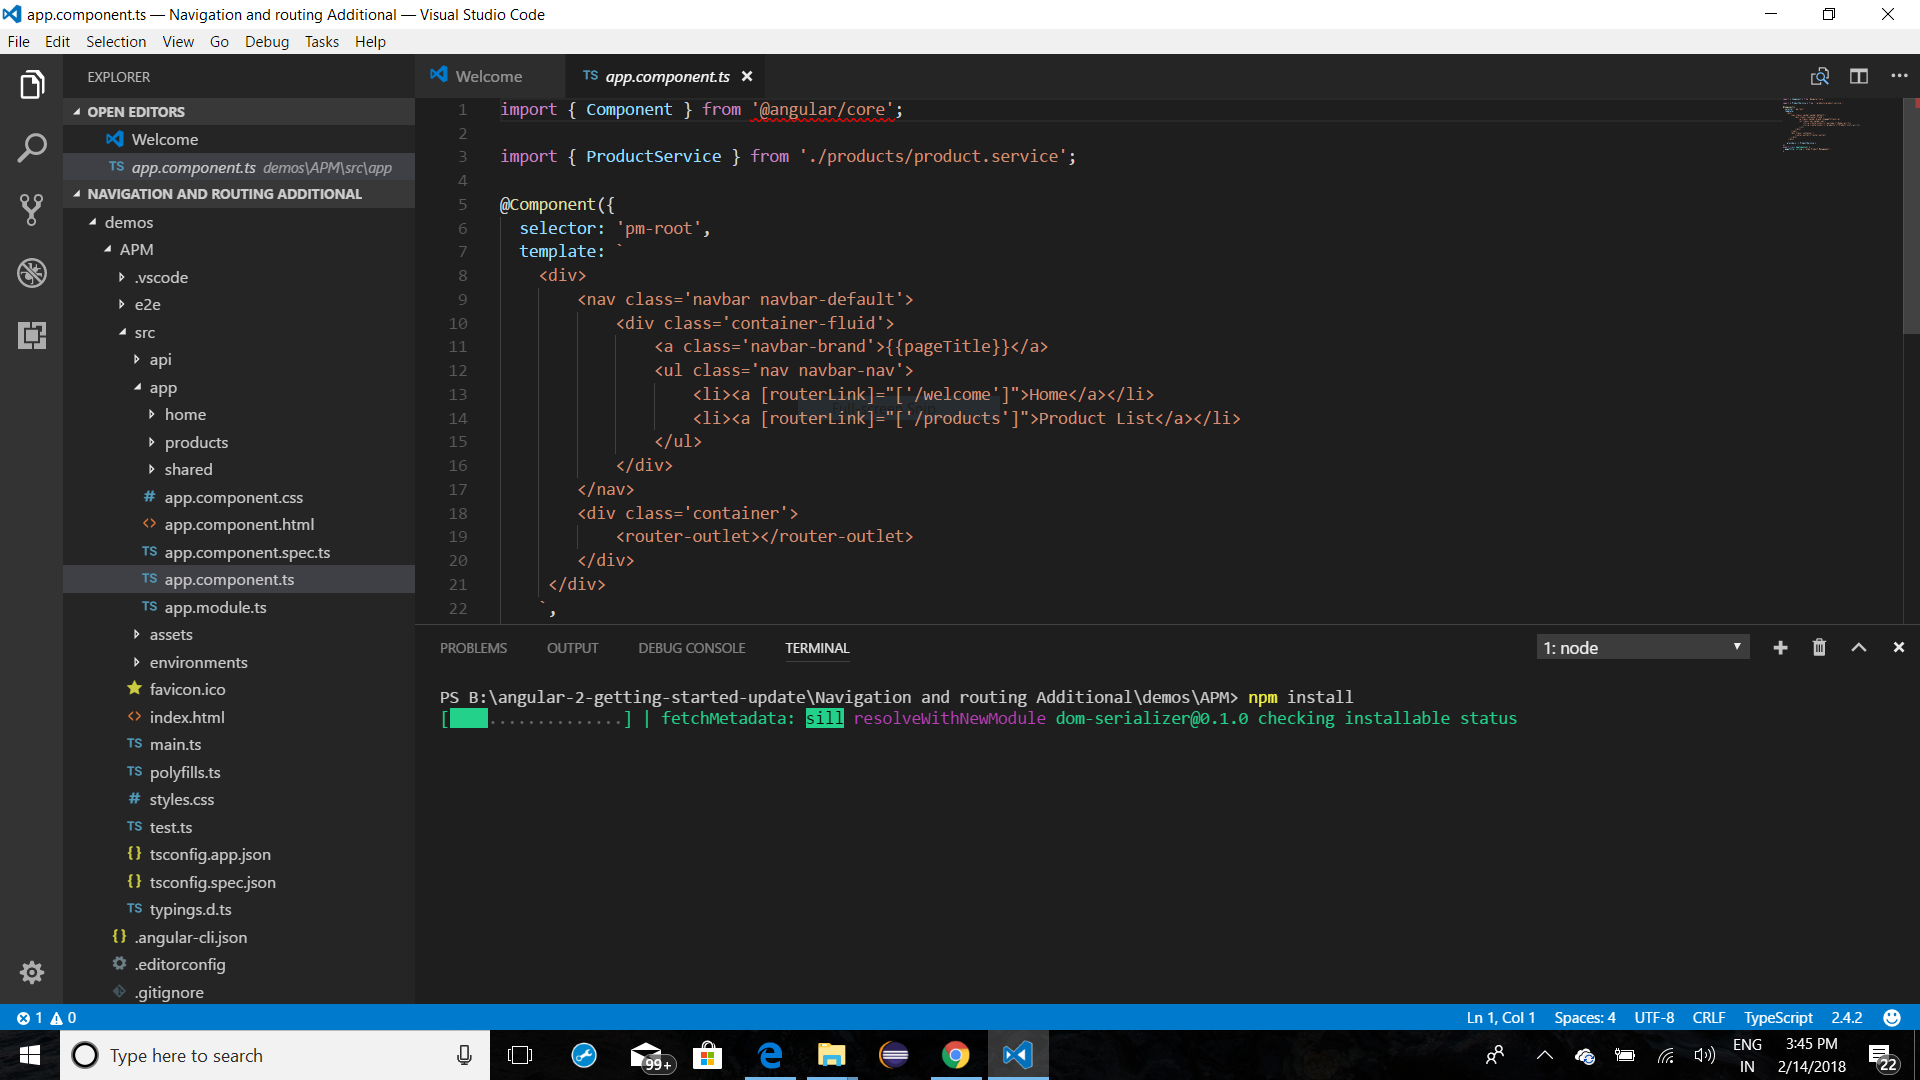 app.component.ts — Navigation and routing Additional — Visual Studio Code
File Edit Selection View Go Debug Tasks Help
EXPLORER
OPEN EDITORS
Welcome
TS app.component.ts demos\APM\src\app
NAVIGATION AND ROUTING ADDITIONAL
demos
APM
.vscode
e2e
src
api
app
home
products
shared
# app.component.css
<> app.component.html
TS app.component.spec.ts
TS app.component.ts
TS app.module.ts
assets
environments
favicon.ico
<> index.html
TS main.ts
TS polyfills.ts
# styles.css
TS test.ts
{} tsconfig.app.json
{} tsconfig.spec.json
TS typings.d.ts
{} .angular-cli.json
.editorconfig
.gitignore
Welcome
TS app.component.ts ×
1 import { Component } from '@angular/core';
2
3 import { ProductService } from './products/product.service';
4
5 @Component({
6 selector: 'pm-root',
7 template: `
8 <div>
9 <nav class='navbar navbar-default'>
10 <div class='container-fluid'>
11 <a class='navbar-brand'>{{pageTitle}}</a>
12 <ul class='nav navbar-nav'>
13 <li><a [routerLink]="['/welcome']">Home</a></li>
14 <li><a [routerLink]="['/products']">Product List</a></li>
15 </ul>
16 </div>
17 </nav>
18 <div class='container'>
19 <router-outlet></router-outlet>
20 </div>
21 </div>
22 `,
PROBLEMS OUTPUT DEBUG CONSOLE TERMINAL
1: node
PS B:\angular-2-getting-started-update\Navigation and routing Additional\demos\APM> npm install
[ ..............] | fetchMetadata: sill resolveWithNewModule dom-serializer@0.1.0 checking installable status
1 0
Ln 1, Col 1 Spaces: 4 UTF-8 CRLF TypeScript 2.4.2
Type here to search
99+
ENG
IN
3:45 PM
2/14/2018
22